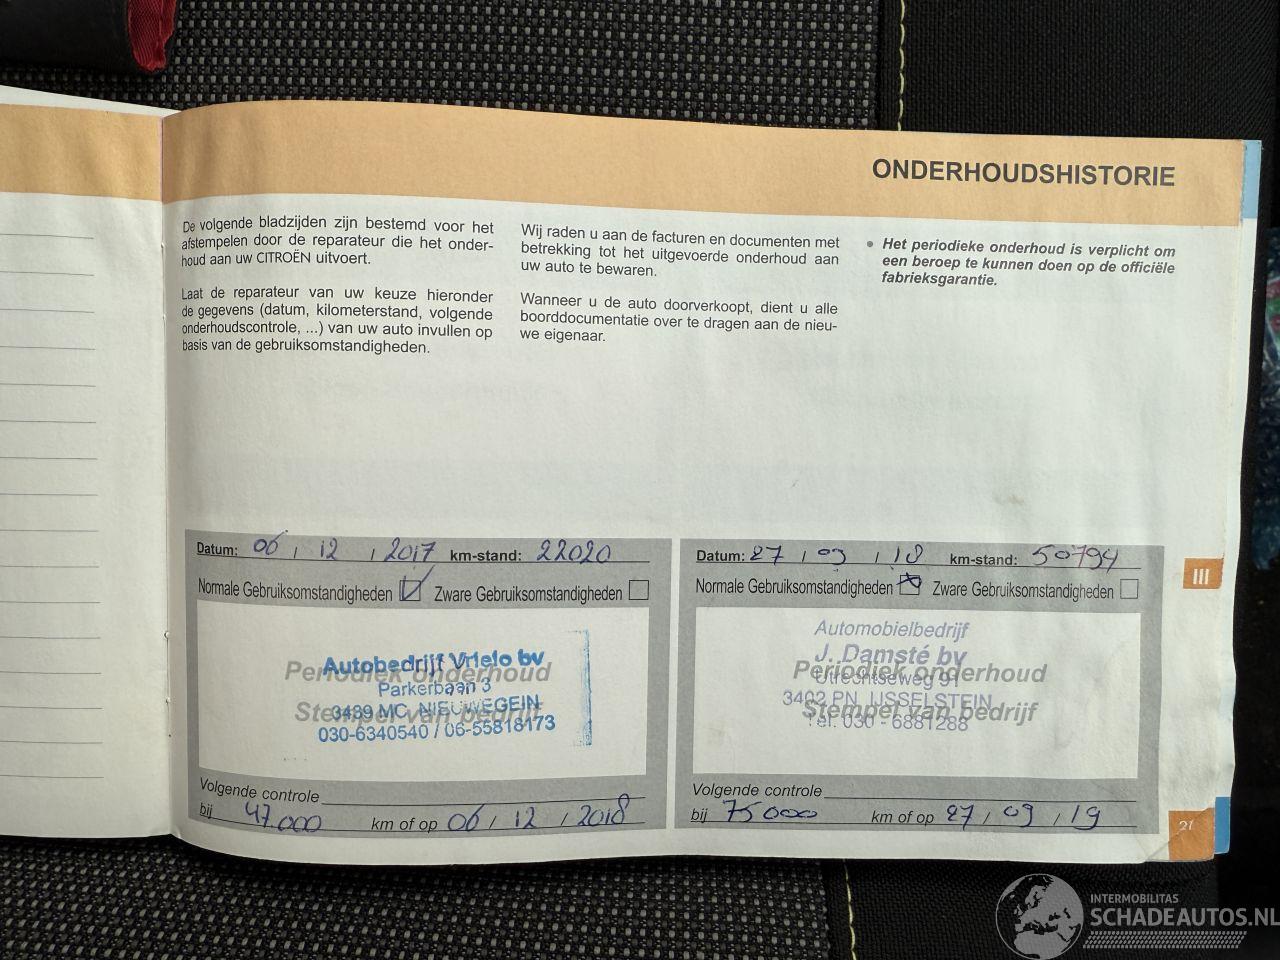 ONDERHOUDSHISTORIE
De volgende bladzijden zijn bestemd voor het
afstempelen door de reparateur die het onder-
houd aan uw CITROËN uitvoert.
Laat de reparateur van uw keuze hieronder
de gegevens (datum, kilometerstand, volgende
onderhoudscontrole, ...) van uw auto invullen op
basis van de gebruiksomstandigheden.
Wij raden u aan de facturen en documenten met
betrekking tot het uitgevoerde onderhoud aan
uw auto te bewaren.
Wanneer u de auto doorverkoopt, dient u alle
boorddocumentatie over te dragen aan de nieu-
we eigenaar.
• Het periodieke onderhoud is verplicht om
een beroep te kunnen doen op de officiële
fabrieksgarantie.
Datum: 06 / 12 / 2017 km-stand: 22020
Normale Gebruiksomstandigheden Zware Gebruiksomstandigheden
Autobedrijf Vrielo bv
Periodiek onderhoud
Parkerbaan 3
3439 MC NIEUWEGEIN
Stempel van bedrijf
030-6340540 / 06-55818173
Volgende controle
bij 47.000 km of op 06 / 12 / 2018
Datum: 27 / 09 / 18 km-stand: 50794
Normale Gebruiksomstandigheden Zware Gebruiksomstandigheden
Automobielbedrijf
J. Damsté bv
Periodiek onderhoud
Utrechtseweg 91
3402 PN IJSSELSTEIN
Stempel van bedrijf
Tel. 030 - 6881288
Volgende controle
bij 75000 km of op 27 / 09 / 19
III
21
INTERMOBILITAS
SCHADEAUTOS.NL